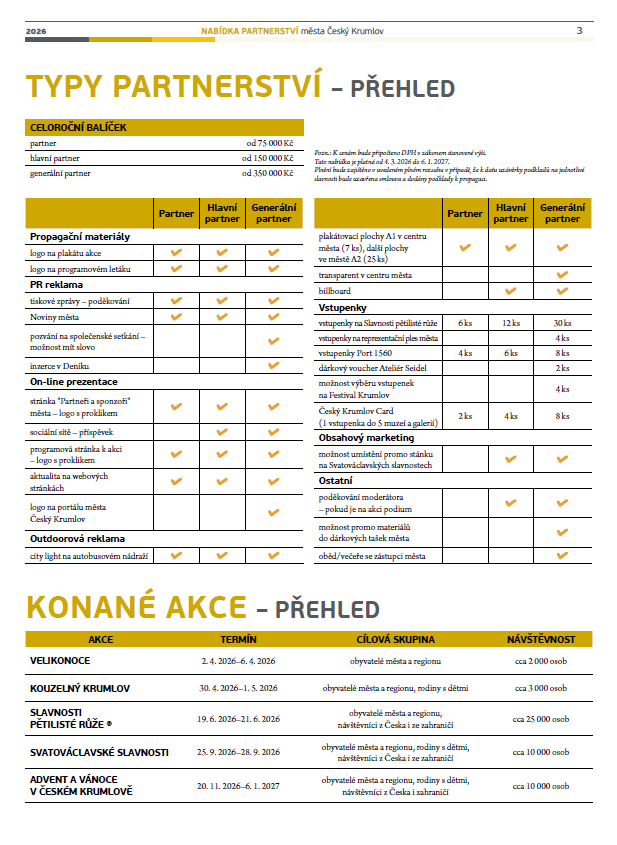 2026
NABÍDKA PARTNERSTVÍ města Český Krumlov
3
TYPY PARTNERSTVÍ – PŘEHLED
CELOROČNÍ BALÍČEK
partner od 75 000 Kč
hlavní partner od 150 000 Kč
generální partner od 350 000 Kč
Pozn.: K cenám bude připočteno DPH v zákonem stanovené výši.
Tato nabídka je platná od 4. 3. 2026 do 6. 1. 2027.
Plnění bude zajištěno v uvedeném plném rozsahu v případě, že k datu uzávěrky podkladů na jednotlivé
slavnosti bude uzavřena smlouva a dodány podklady k propagaci.
Partner Hlavní partner Generální partner
Propagační materiály
logo na plakátu akce ✓ ✓ ✓
logo na programovém letáku ✓ ✓ ✓
PR reklama
tiskové zprávy – poděkování ✓ ✓ ✓
Noviny města ✓ ✓ ✓
pozvání na společenské setkání –
možnost mít slovo ✓
inzerce v Deníku ✓
On-line prezentace
stránka "Partneři a sponzoři"
města – logo s proklikem ✓ ✓ ✓
sociální sítě – příspěvek ✓ ✓
programová stránka k akci
– logo s proklikem ✓ ✓ ✓
aktualita na webových
stránkách ✓ ✓ ✓
logo na portálu města
Český Krumlov ✓
Outdoorová reklama
city light na autobusovém nádraží ✓ ✓ ✓
Partner Hlavní partner Generální partner
plakátovací plochy A1 v centru
města (7 ks), další plochy
ve městě A2 (25 ks) ✓ ✓ ✓
transparent v centru města ✓
billboard ✓ ✓
Vstupenky
vstupenky na Slavnosti pětilisté růže 6 ks 12 ks 30 ks
vstupenky na reprezentační ples města 4 ks
vstupenky Port 1560 4 ks 6 ks 8 ks
dárkový voucher Ateliér Seidel 2 ks
možnost výběru vstupenek
na Festival Krumlov 4 ks
Český Krumlov Card
(1 vstupenka do 5 muzeí a galerií) 2 ks 4 ks 8 ks
Obsahový marketing
možnost umístění promo stánku
na Svatováclavských slavnostech ✓ ✓
Ostatní
poděkování moderátora
– pokud je na akci podium ✓ ✓
možnost promo materiálů
do dárkových tašek města ✓
oběd/večeře se zástupci města ✓
KONANÉ AKCE – PŘEHLED
AKCE TERMÍN CÍLOVÁ SKUPINA NÁVŠTĚVNOST
VELIKONOCE 2. 4. 2026–6. 4. 2026 obyvatelé města a regionu cca 2 000 osob
KOUZELNÝ KRUMLOV 30. 4. 2026–1. 5. 2026 obyvatelé města a regionu, rodiny s dětmi cca 3 000 osob
SLAVNOSTI
PĚTILISTÉ RŮŽE ® 19. 6. 2026–21. 6. 2026 obyvatelé města a regionu,
návštěvníci z Česka i ze zahraničí cca 25 000 osob
SVATOVÁCLAVSKÉ SLAVNOSTI 25. 9. 2026–28. 9. 2026 obyvatelé města a regionu, rodiny s dětmi,
návštěvníci z Česka i ze zahraničí cca 10 000 osob
ADVENT A VÁNOCE
V ČESKÉM KRUMLOVĚ 20. 11. 2026–6. 1. 2027 obyvatelé města a regionu, rodiny s dětmi,
návštěvníci z Česka i ze zahraničí cca 10 000 osob